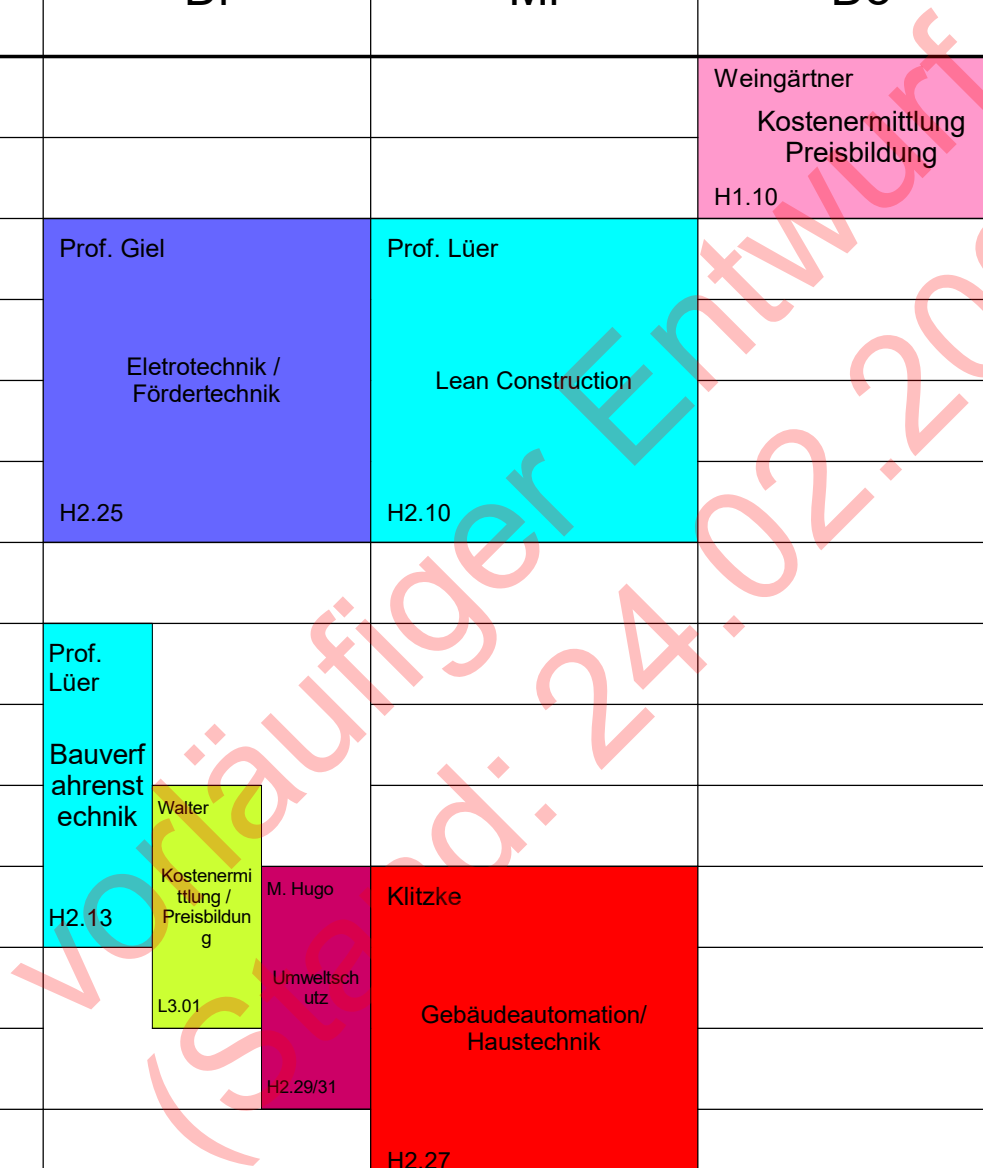 Di
Mi
Do
Weingärtner
Kostenermittlung
Preisbildung
H1.10
Prof. Giel
Eletrotechnik /
Fördertechnik
H2.25
Prof. Lüer
Lean Construction
H2.10
Prof.
Lüer
Bauverf
ahrenst
echnik
H2.13
Walter
Kostenermi
ttlung /
Preisbildun
g
L3.01
M. Hugo
Umweltsch
utz
H2.29/31
Klitzke
Gebäudeautomation/
Haustechnik
H2.27
vorläufiger Entwurf
(Stand: 24.02.20